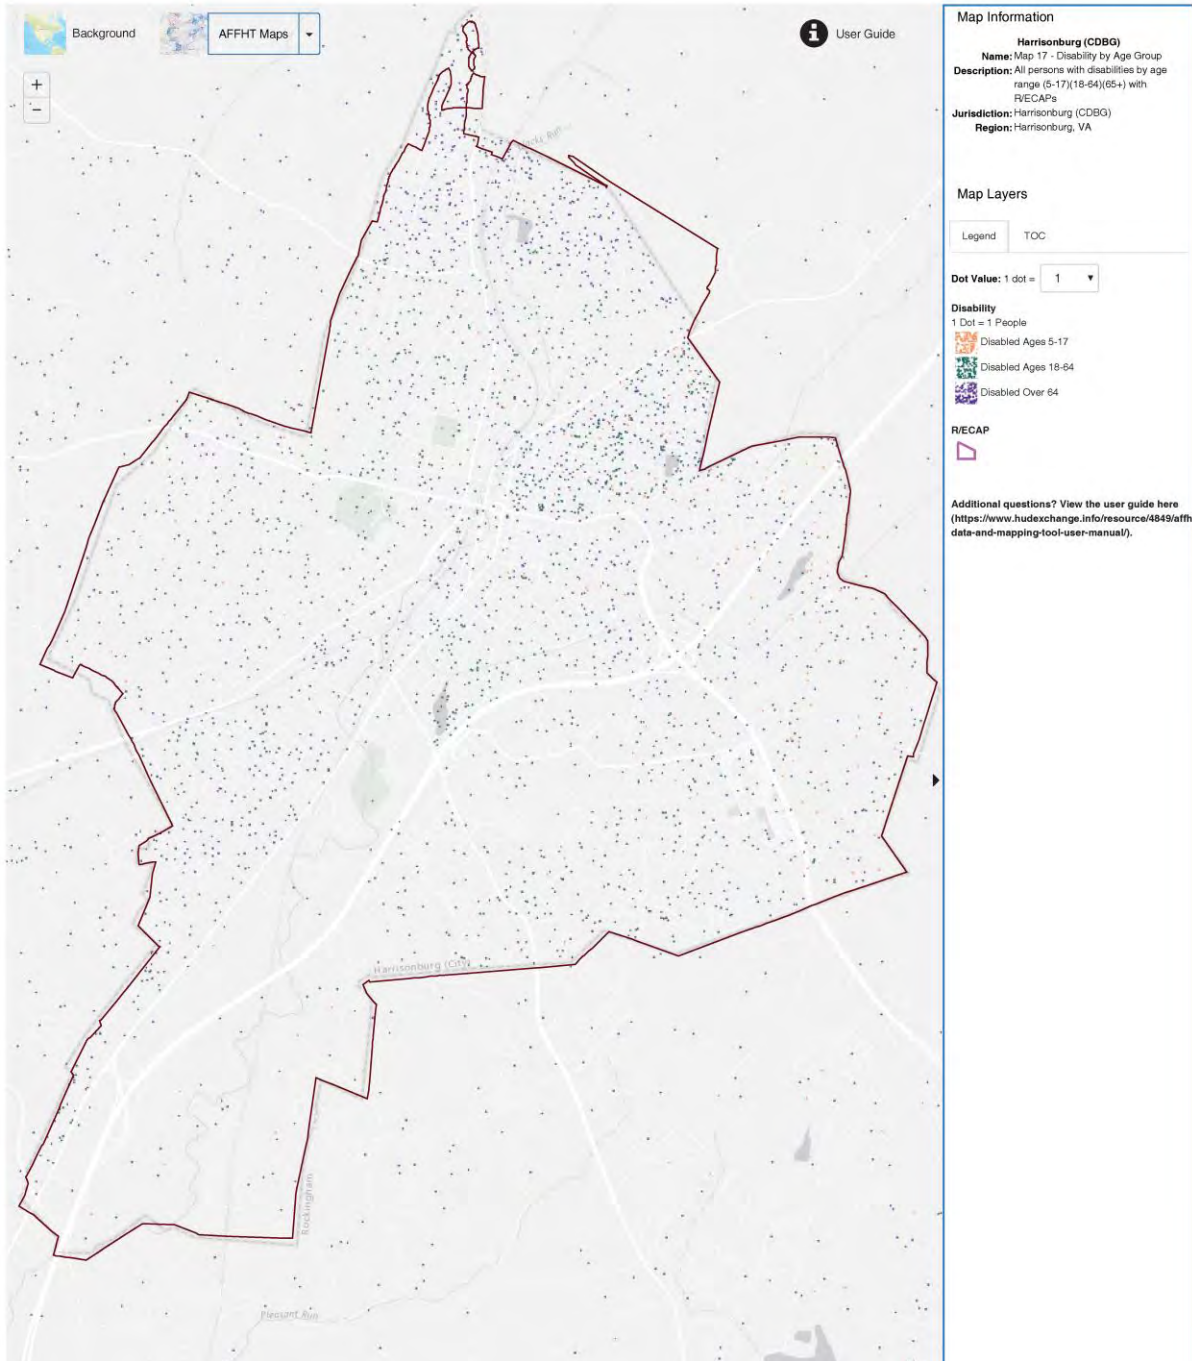 Background
AFFHT Maps
User Guide
+
−
Harrisonburg (City)
Rockingham
Pleasant Run
Map Information
Harrisonburg (CDBG)
Name: Map 17 - Disability by Age Group
Description: All persons with disabilities by age
range (5-17)(18-64)(65+) with
R/ECAPs
Jurisdiction: Harrisonburg (CDBG)
Region: Harrisonburg, VA
Map Layers
Legend TOC
Dot Value: 1 dot = 1
Disability
1 Dot = 1 People
Disabled Ages 5-17
Disabled Ages 18-64
Disabled Over 64
R/ECAP
Additional questions? View the user guide here
(https://www.hudexchange.info/resource/4849/affh
data-and-mapping-tool-user-manual/).